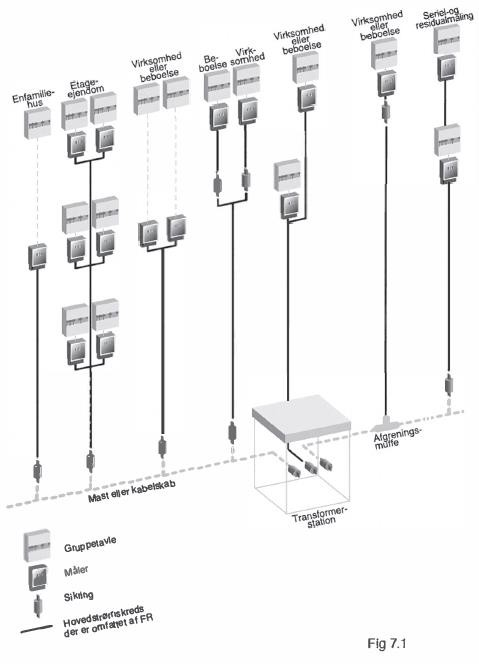 Enfamilie-
hus
Etage-
ejendom
Virksomhed
eller
beboelse
Be-
boelse
Virk-
somhed
Virksomhed
eller
beboelse
Virksomhed
eller
beboelse
Seriel-og
residualmåling
Afgrenings-
muffe
Mast eller kabelskab
Transformer-
station
Gruppetavle
Måler
Sikring
Hovedstrømskreds
der er omfattet af FR
Fig 7.1